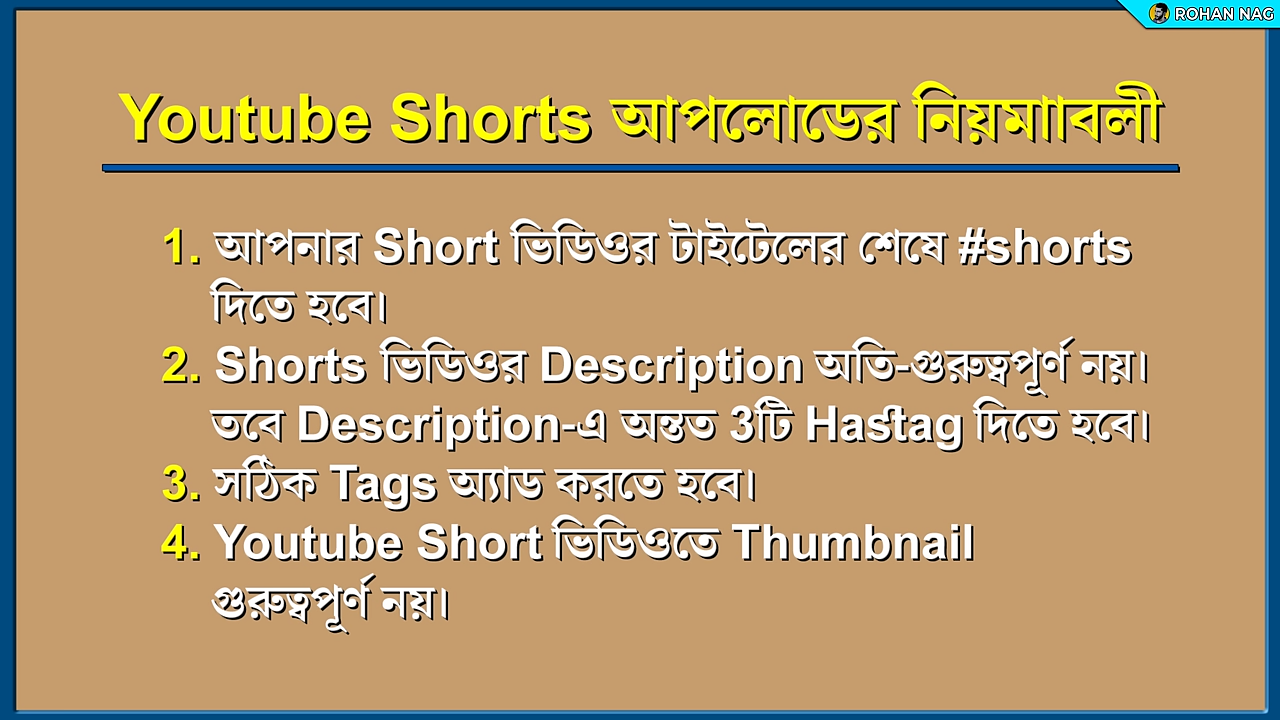 ROHAN NAG
Youtube Shorts আপলোডের নিয়মাাবলী
1. আপনার Short ভিডিওর টাইটেলের শেষে #shorts
দিতে হবে।
2. Shorts ভিডিওর Description অতি-গুরুত্বপূর্ণ নয়।
তবে Description-এ অন্তত 3টি Hastag দিতে হবে।
3. সঠিক Tags অ্যাড করতে হবে।
4. Youtube Short ভিডিওতে Thumbnail
গুরুত্বপূর্ণ নয়।